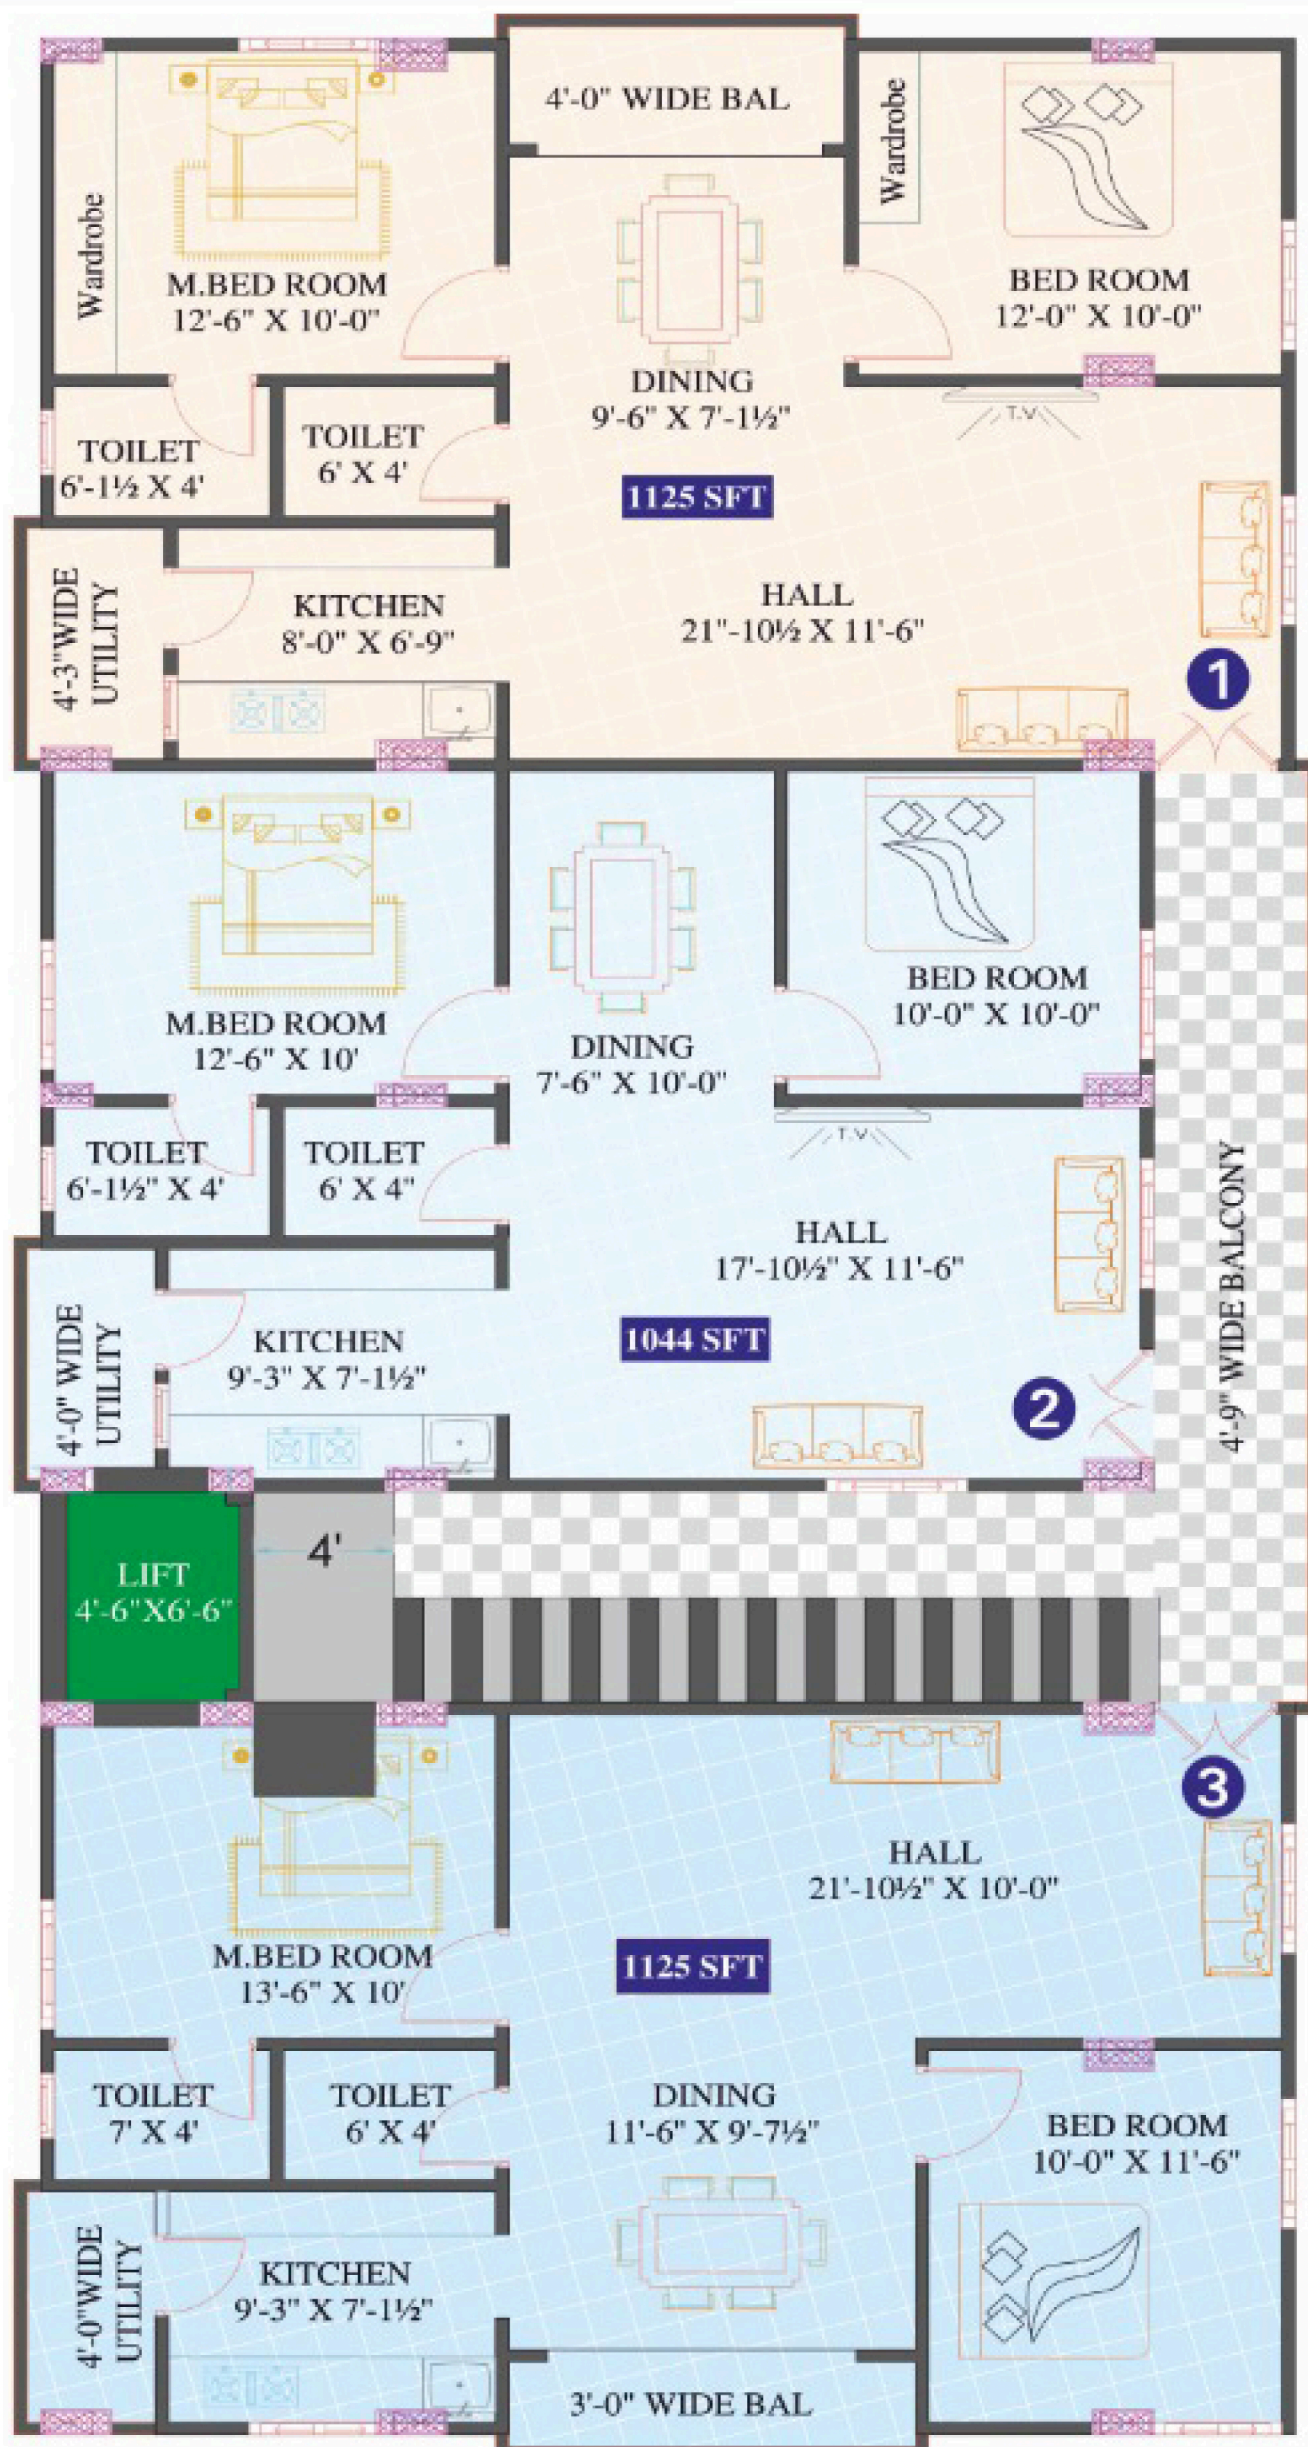 4'-0" WIDE BAL
Wardrobe
Wardrobe
M.BED ROOM
12'-6" X 10'-0"
BED ROOM
12'-0" X 10'-0"
DINING
9'-6" X 7'-1½"
T.V
TOILET
6'-1½ X 4'
TOILET
6' X 4'
1125 SFT
4'-3"WIDE
UTILITY
KITCHEN
8'-0" X 6'-9"
HALL
21"-10½ X 11'-6"
1
M.BED ROOM
12'-6" X 10'
DINING
7'-6" X 10'-0"
BED ROOM
10'-0" X 10'-0"
T.V
TOILET
6'-1½" X 4'
TOILET
6' X 4"
HALL
17'-10½" X 11'-6"
4'-0" WIDE
UTILITY
KITCHEN
9'-3" X 7'-1½"
1044 SFT
2
4'-9" WIDE BALCONY
LIFT
4'-6"X6'-6"
4'
3
HALL
21'-10½" X 10'-0"
M.BED ROOM
13'-6" X 10'
1125 SFT
TOILET
7' X 4'
TOILET
6' X 4'
DINING
11'-6" X 9'-7½"
BED ROOM
10'-0" X 11'-6"
4'-0"WIDE
UTILITY
KITCHEN
9'-3" X 7'-1½"
3'-0" WIDE BAL